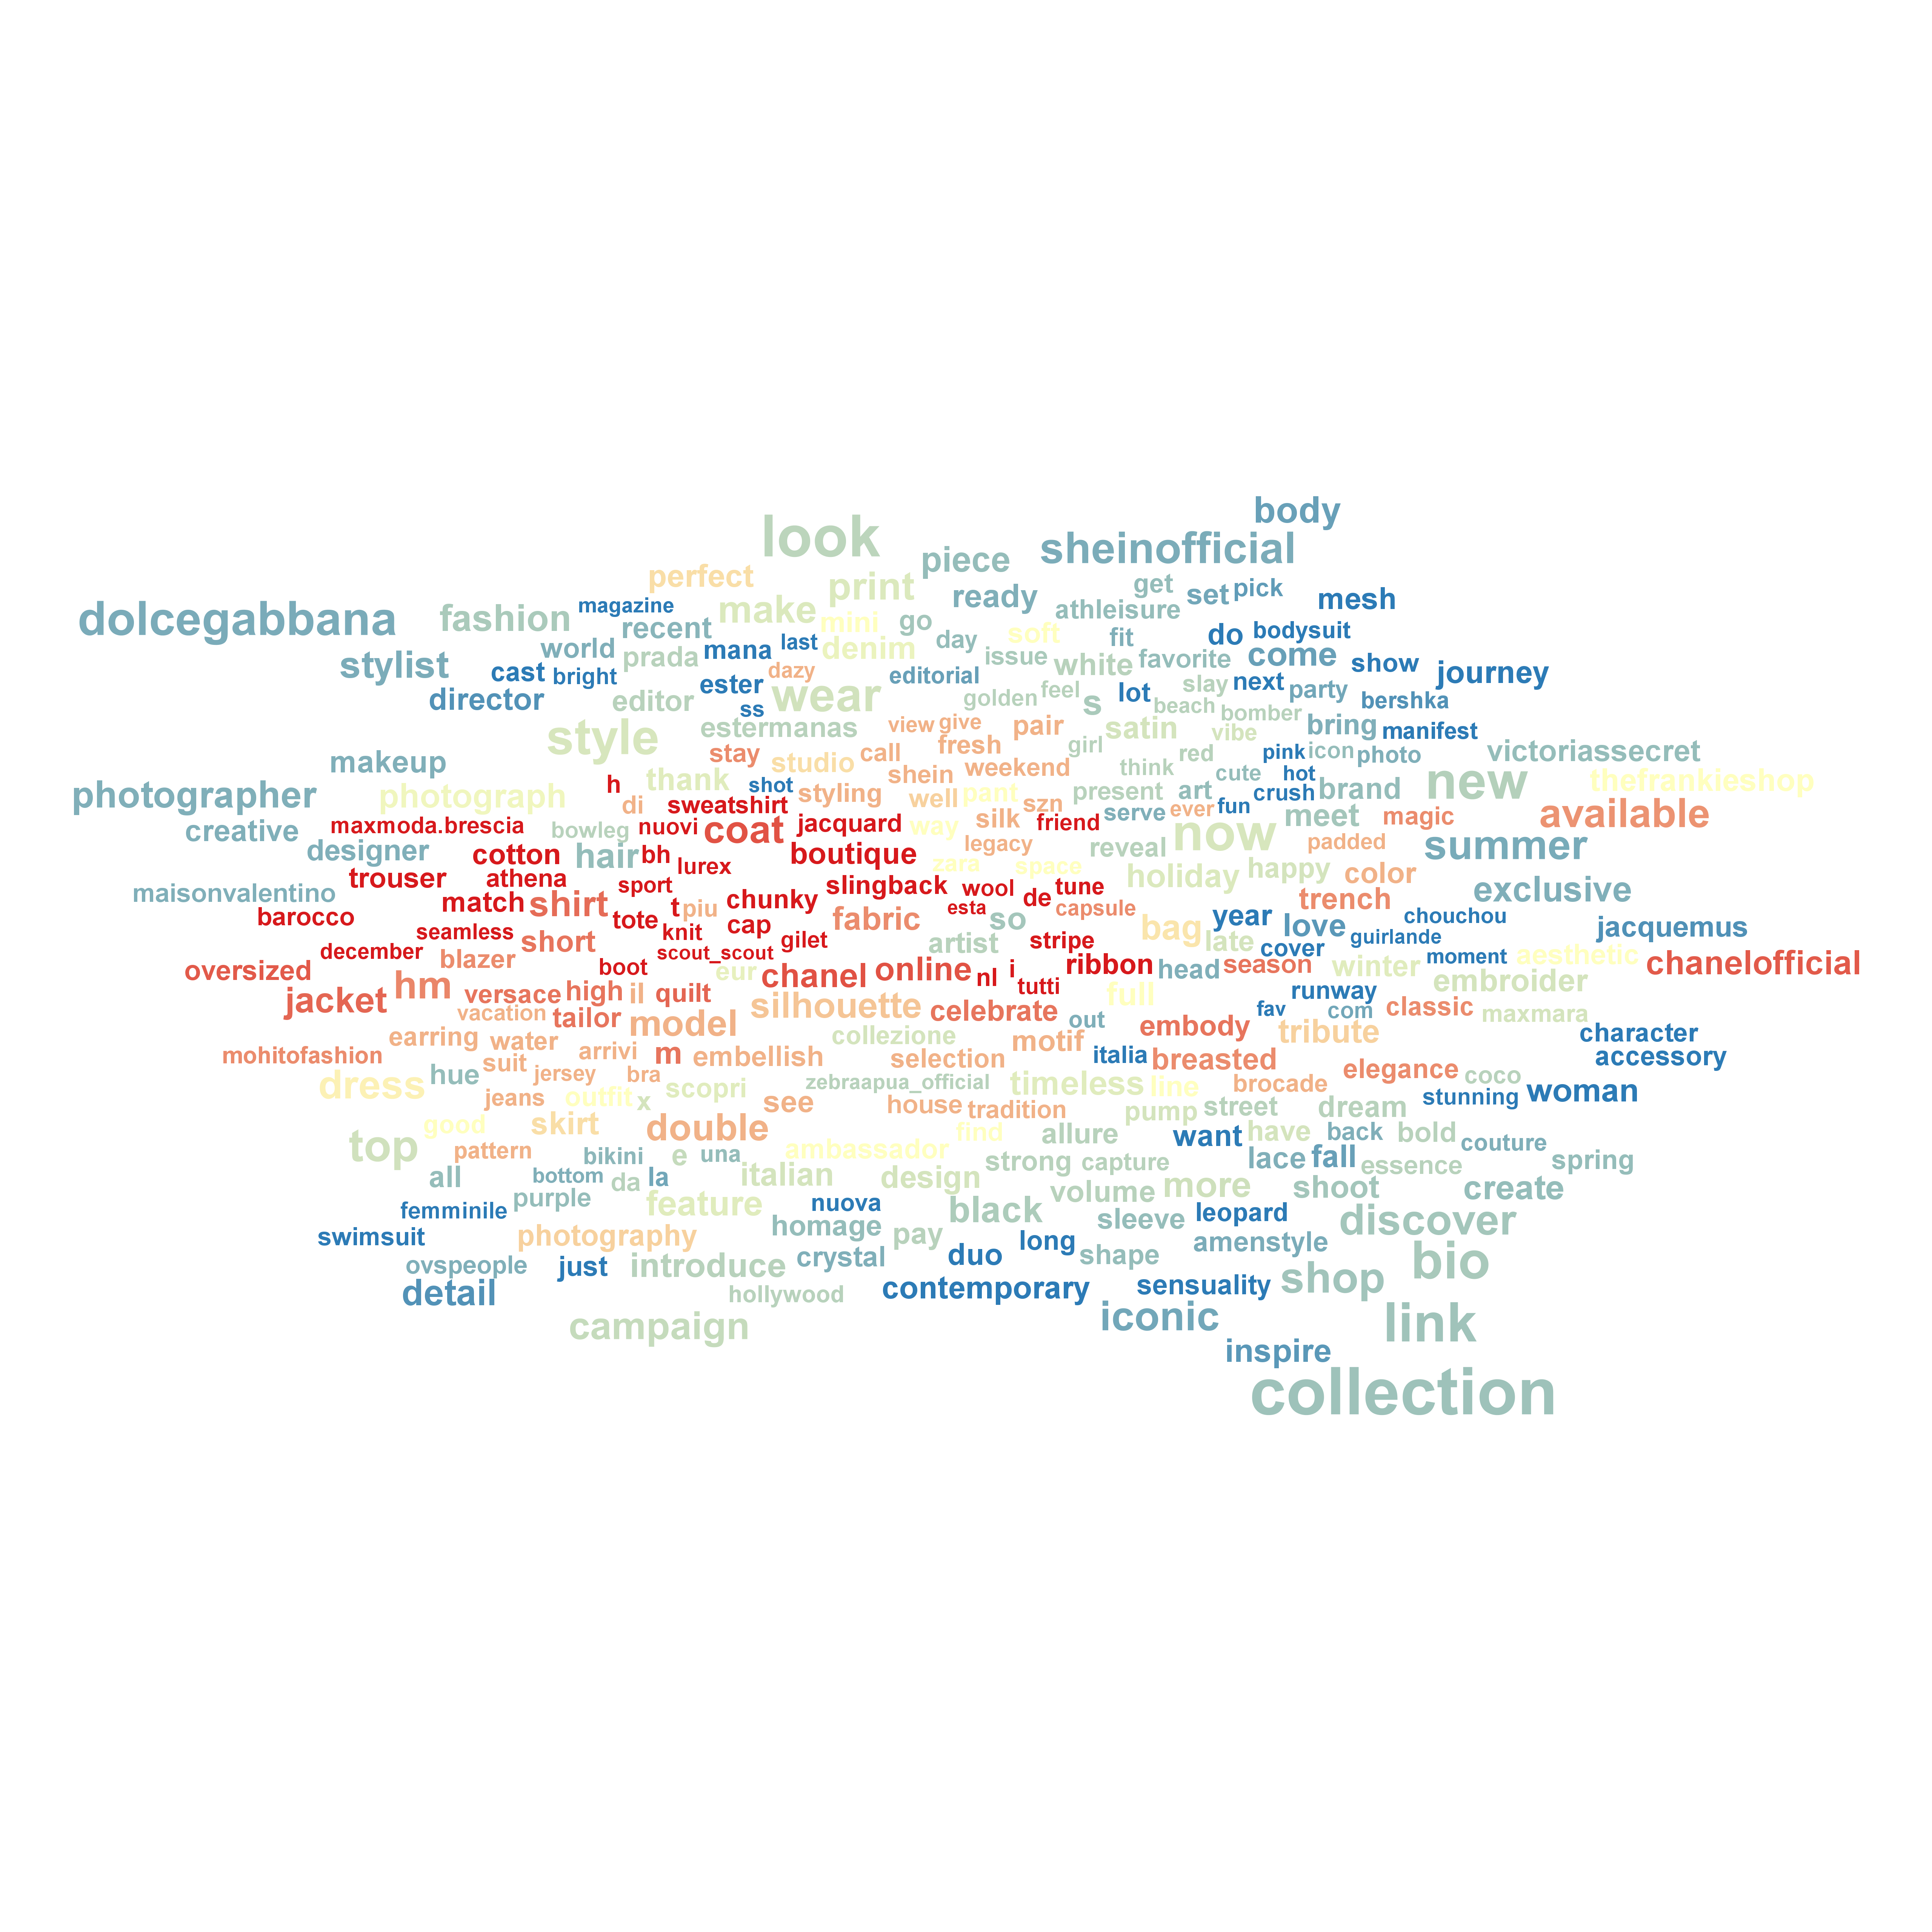 body
look
sheinofficial
piece
perfect
print
get
pick
ready
set
mesh
dolcegabbana
fashion
magazine
make
mini
go
athleisure
recent
soft
fit
do
bodysuit
world
prada
mana
last
denim
day
issue
white
favorite
come
show
journey
stylist
cast
bright
dazy
editorial
ester
wear
golden
feel
lot
slay
next
party
bershka
director
editor
ss
s
beach
bomber
estermanas
view
give
pair
satin
vibe
bring
manifest
style
stay
studio
call
fresh
girl
red
pink
icon
photo
victoriassecret
makeup
thank
shot
shein
weekend
think
cute
hot
new
thefrankieshop
photographer
photograph
h
di
sweatshirt
styling
well
pant
szn
present
art
crush
brand
serve
ever
fun
creative
maxmoda.brescia
bowleg
nuovi
coat
jacquard
way
silk
friend
now
meet
magic
available
designer
cotton
hair
bh
lurex
boutique
legacy
reveal
padded
summer
trouser
athena
sport
zara
space
holiday
happy
color
maisonvalentino
match
shirt
t
piu
chunky
slingback
wool
de
tune
trench
exclusive
barocco
tote
cap
fabric
esta
capsule
year
love
chouchou
seamless
knit
so
bag
guirlande
jacquemus
december
blazer
short
scout_scout
gilet
artist
stripe
late
cover
moment
aesthetic
oversized
boot
eur
chanel
online
nl
i
ribbon
head
season
winter
chanelofficial
jacket
hm
versace
high
il
quilt
tutti
full
runway
embroider
vacation
tailor
model
silhouette
celebrate
out
fav
com
classic
maxmara
earring
water
collezione
motif
embody
tribute
character
mohitofashion
suit
arrivi
m
embellish
selection
italia
breasted
elegance
accessory
hue
jersey
bra
zebraapua_official
brocade
coco
dress
jeans
outfit
x
scopri
timeless
line
stunning
woman
good
skirt
see
house
tradition
pump
street
dream
double
find
allure
want
have
back
bold
couture
top
pattern
bikini
e
una
ambassador
strong
capture
lace
fall
essence
spring
all
bottom
da
la
italian
design
volume
more
shoot
create
femminile
purple
feature
nuova
black
sleeve
leopard
discover
swimsuit
photography
homage
pay
long
shape
amenstyle
bio
ovspeople
just
introduce
crystal
duo
sensuality
shop
detail
hollywood
contemporary
iconic
link
campaign
inspire
collection